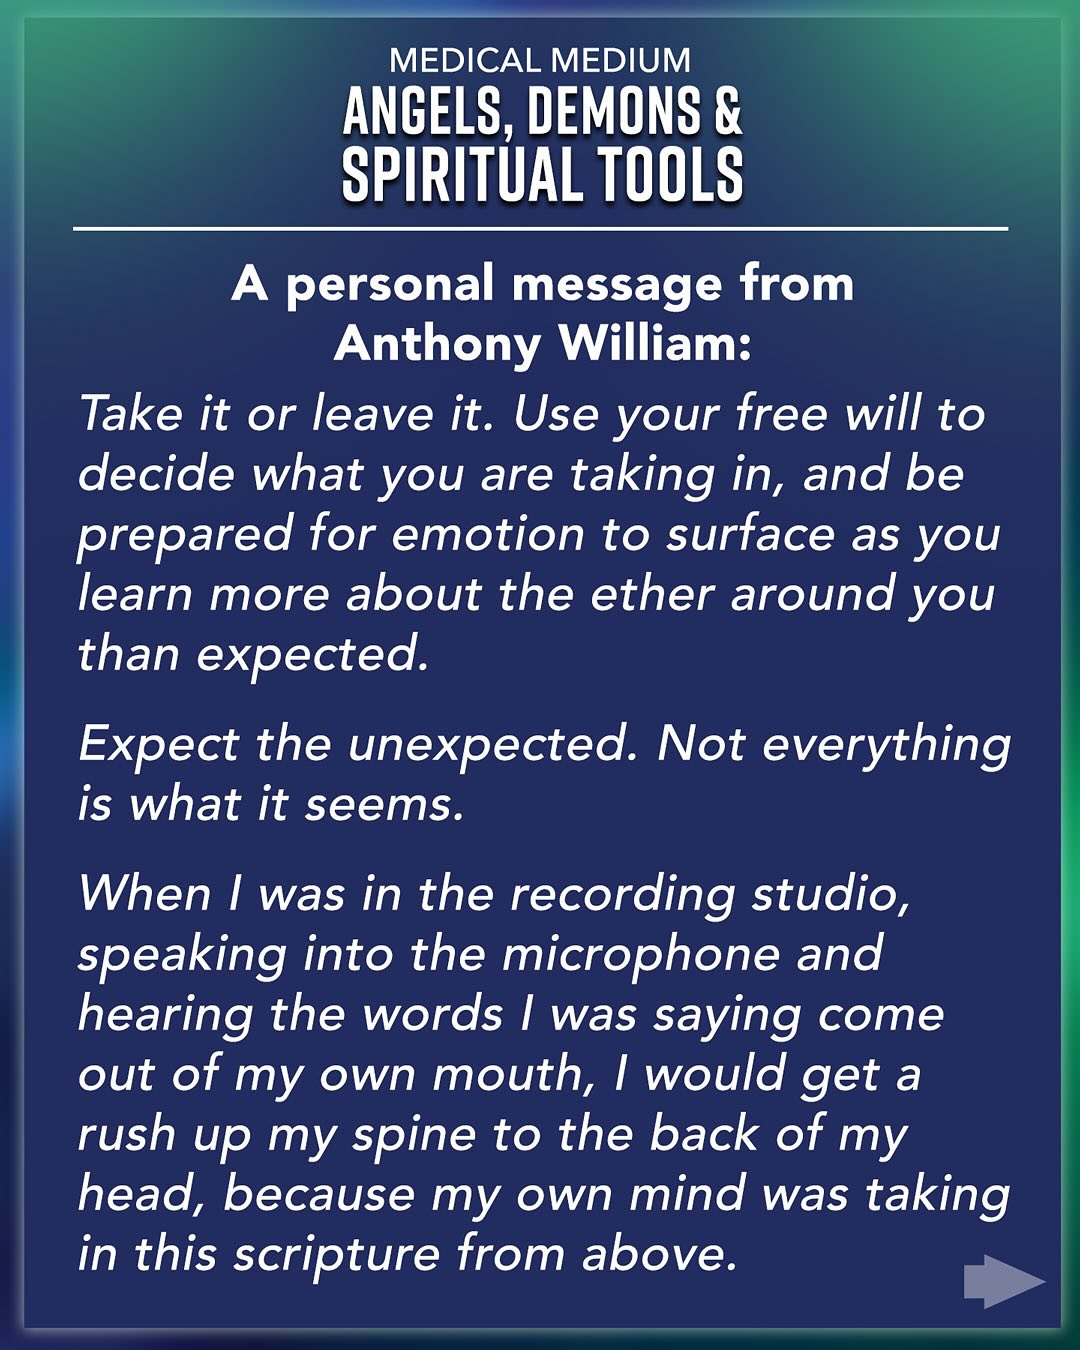 MEDICAL MEDIUM
ANGELS, DEMONS &
SPIRITUAL TOOLS
A personal message from
Anthony William:
Take it or leave it. Use your free will to
decide what you are taking in, and be
prepared for emotion to surface as you
learn more about the ether around you
than expected.
Expect the unexpected. Not everything
is what it seems.
When I was in the recording studio,
speaking into the microphone and
hearing the words I was saying come
out of my own mouth, I would get a
rush up my spine to the back of my
head, because my own mind was taking
in this scripture from above.